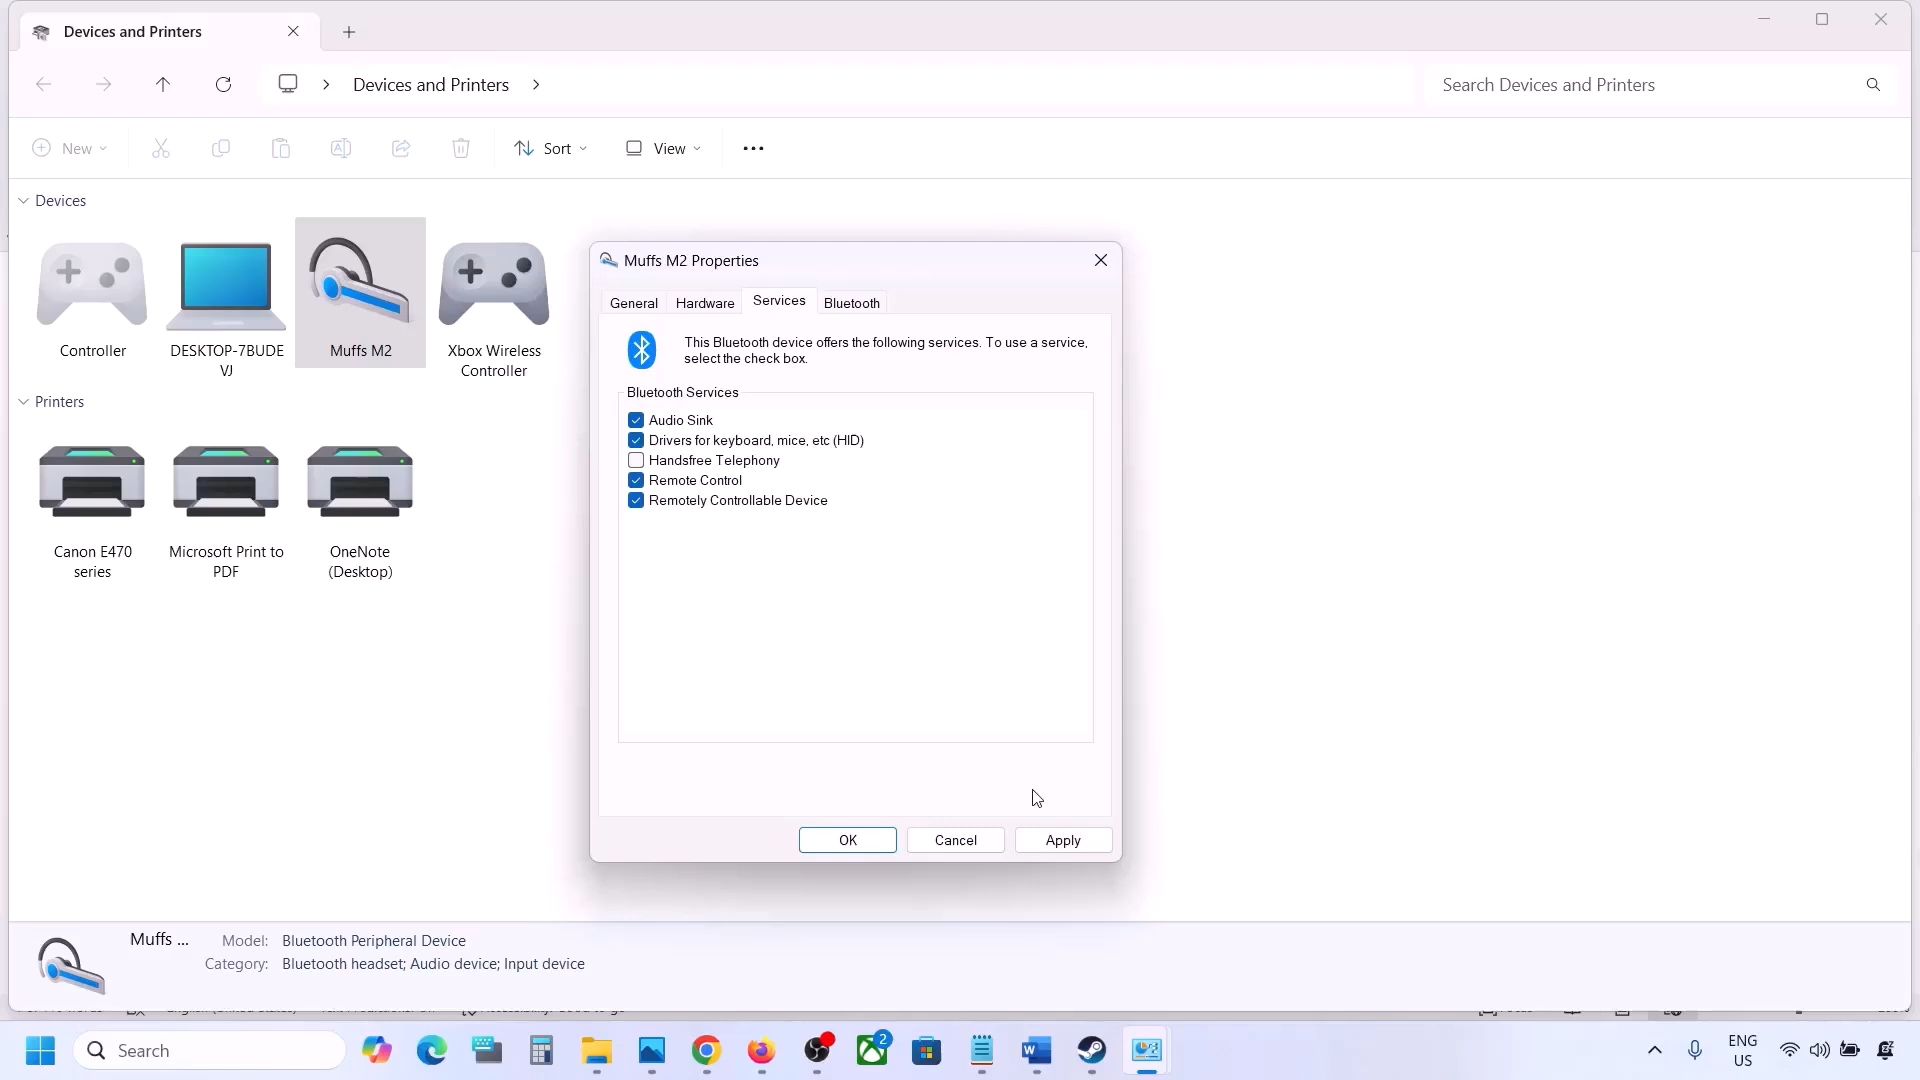 Devices and Printers
Devices and Printers
Search Devices and Printers
New
Sort
View
Devices
Controller
DESKTOP-7BUDE
VJ
Muffs M2
Xbox Wireless
Controller
Printers
Canon E470
series
Microsoft Print to
PDF
OneNote
(Desktop)
Muffs M2 Properties
General
Hardware
Services
Bluetooth
This Bluetooth device offers the following services. To use a service,
select the check box.
Bluetooth Services
Audio Sink
Drivers for keyboard, mice, etc (HID)
Handsfree Telephony
Remote Control
Remotely Controllable Device
OK
Cancel
Apply
Muffs ...
Model: Bluetooth Peripheral Device
Category: Bluetooth headset; Audio device; Input device
Search
2
ENG
US